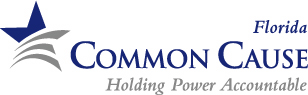 Florida
COMMON CAUSE
Holding Power Accountable